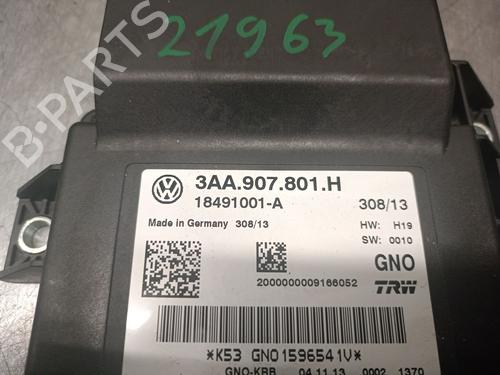 21963
B-PARTS
3AA.907.801.H
18491001-A 308/13
Made in Germany 308/13 HW: H19
SW: 0010
GNO
2000000009166052 TRW
*K53 GNO1596541V*
GNO-KBB 04.11.13 0002 1370